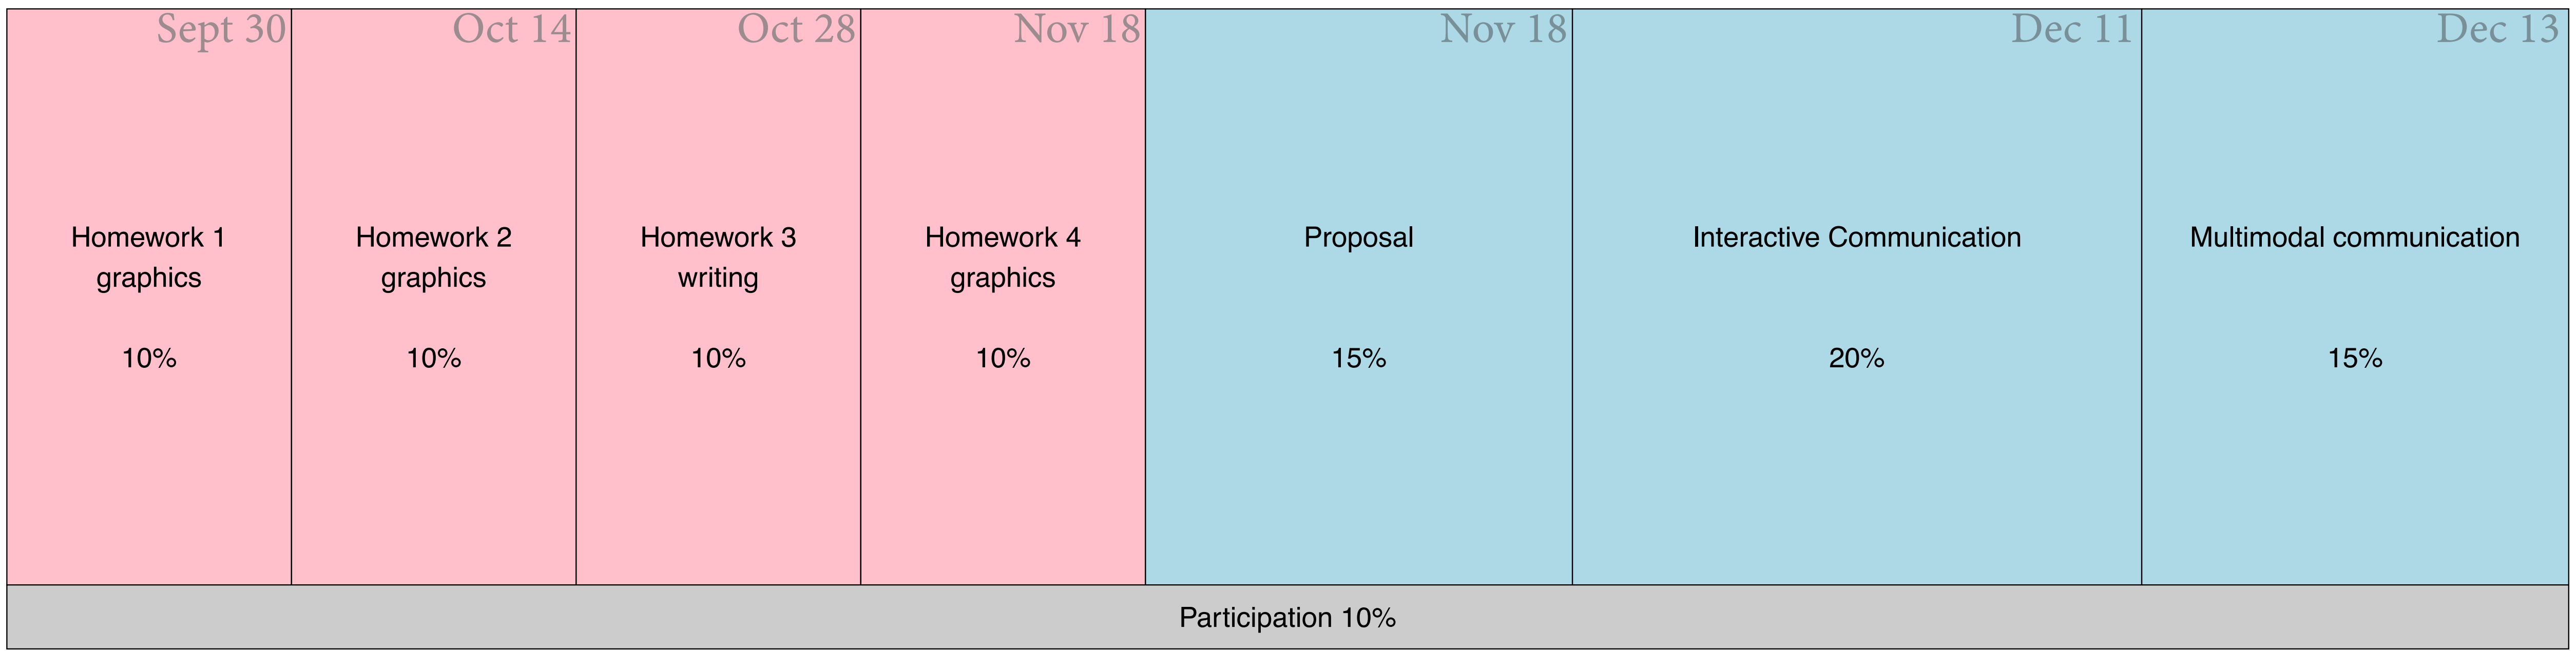 Sept 30
Oct 14
Oct 28
Nov 18
Nov 18
Dec 11
Dec 13
Homework 1
graphics
10%
Homework 2
graphics
10%
Homework 3
writing
10%
Homework 4
graphics
10%
Proposal
15%
Interactive Communication
20%
Multimodal communication
15%
Participation 10%